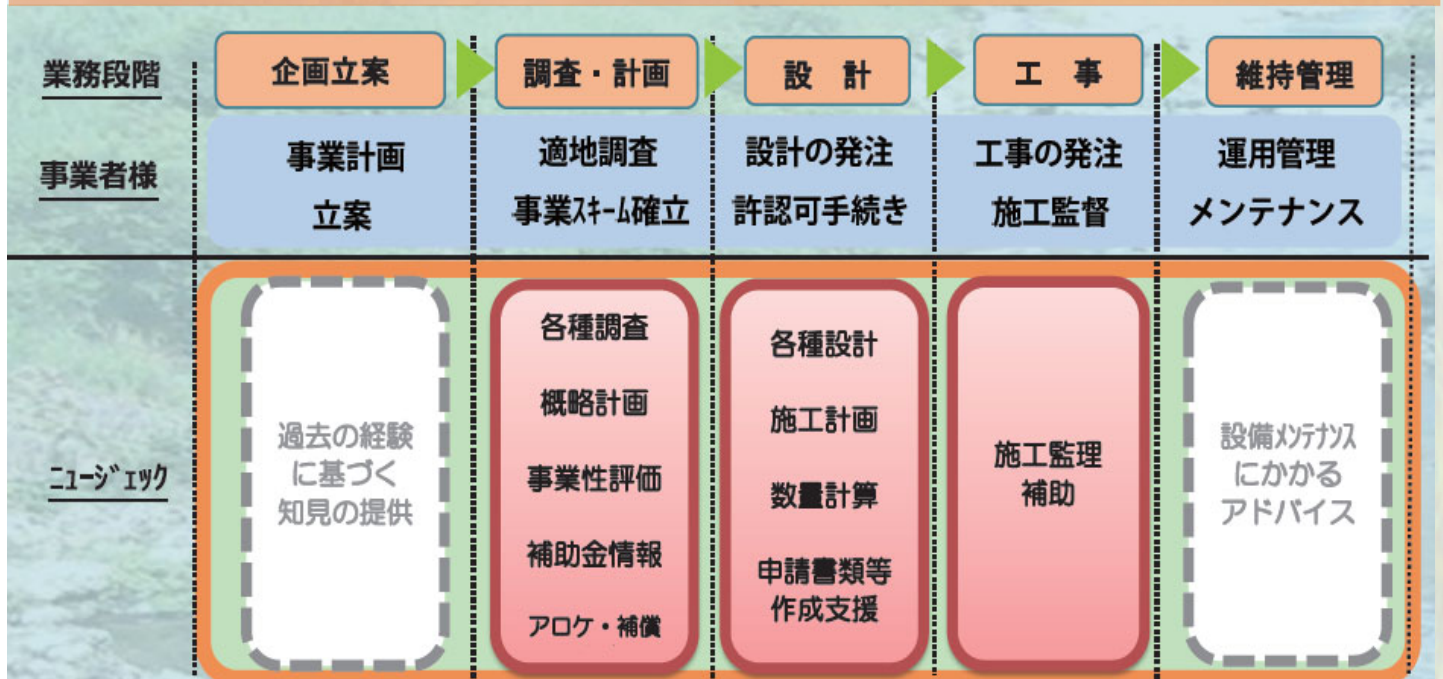 業務段階
企画立案
調査・計画
設 計
工 事
維持管理
事業者様
事業計画
立案
適地調査
事業ｽｷｰﾑ確立
設計の発注
許認可手続き
工事の発注
施工監督
運用管理
メンテナンス
ﾆｭｰｼﾞｪｯｸ
過去の経験
に基づく
知見の提供
各種調査
概略計画
事業性評価
補助金情報
アロケ・補償
各種設計
施工計画
数量計算
申請書類等
作成支援
施工監理
補助
設備ﾒﾝﾃﾅﾝｽ
にかかる
アドバイス